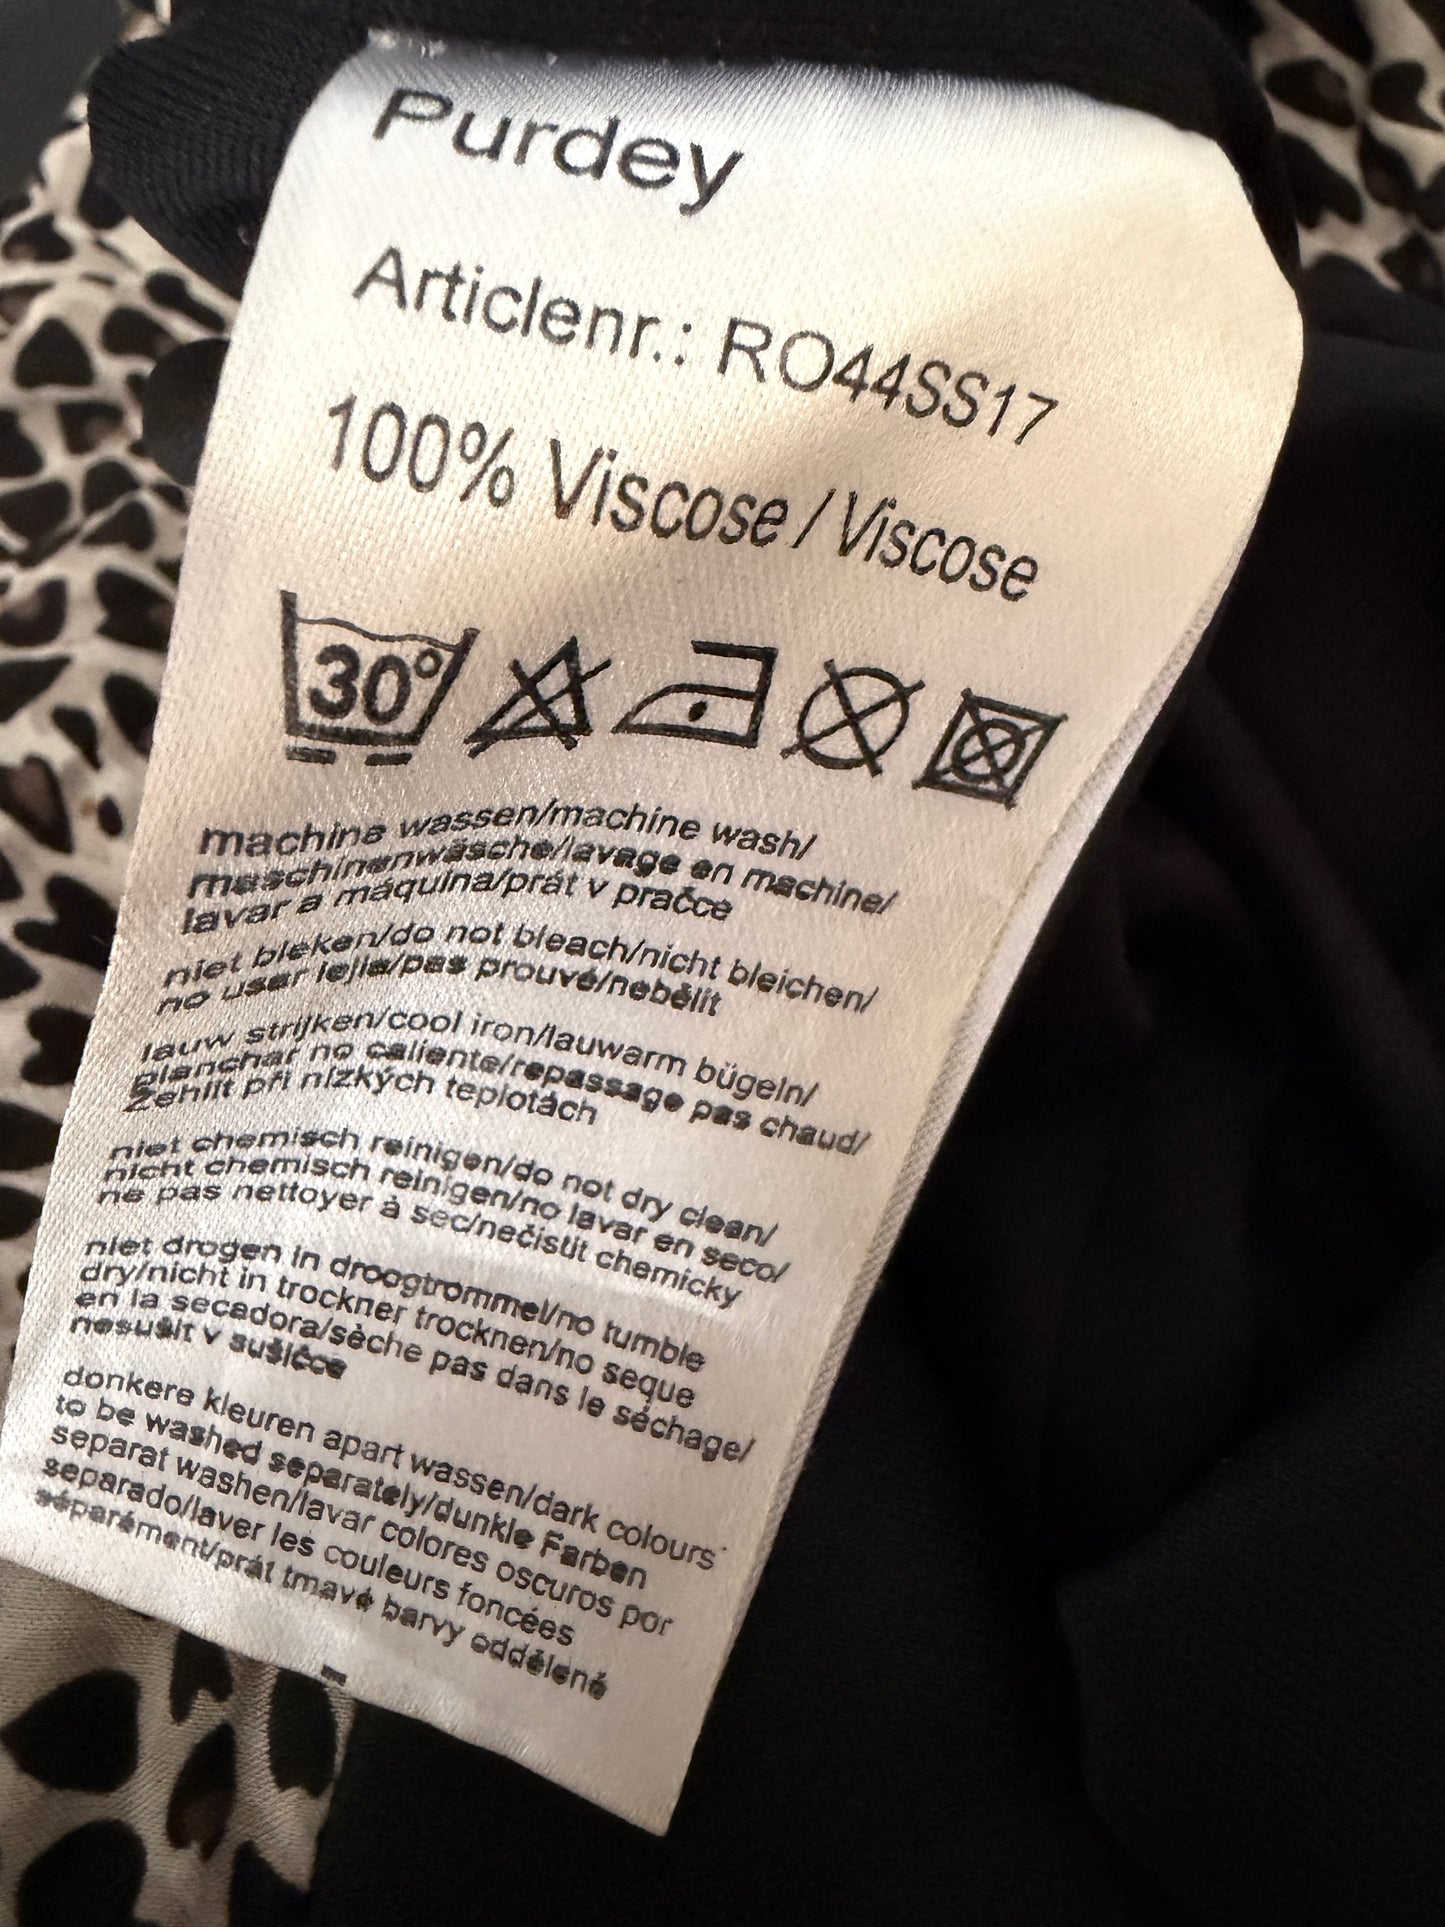 Purdey
Articlenr.: RO44SS17
100% Viscose / Viscose
30°
machine wassen/machine wash/
maschinenwäsche/lavage en machine/
lavar a máquina/prát v pračce
niet bleken/do not bleach/nicht bleichen/
no user lejia/pas prouvé/nebělit
lauw strijken/cool iron/lauwarm bügeln/
planchar no caliente/repassage pas chaud/
Žehlit při nízkých teplotách
niet chemisch reinigen/do not dry clean/
nicht chemisch reinigen/no lavar en seco/
ne pas nettoyer à sec/nečistit chemicky
niet drogen in droogtrommel/no tumble
dry/nicht in trockner trocknen/no seque
en la secadora/sèche pas dans le séchage/
nesušit v sušičce
donkere kleuren apart wassen/dark colours
to be washed separately/dunkle Farben
separat washen/lavar colores oscuros por
separado/laver les couleurs foncées
séparément/prát tmavé barvy odděleně